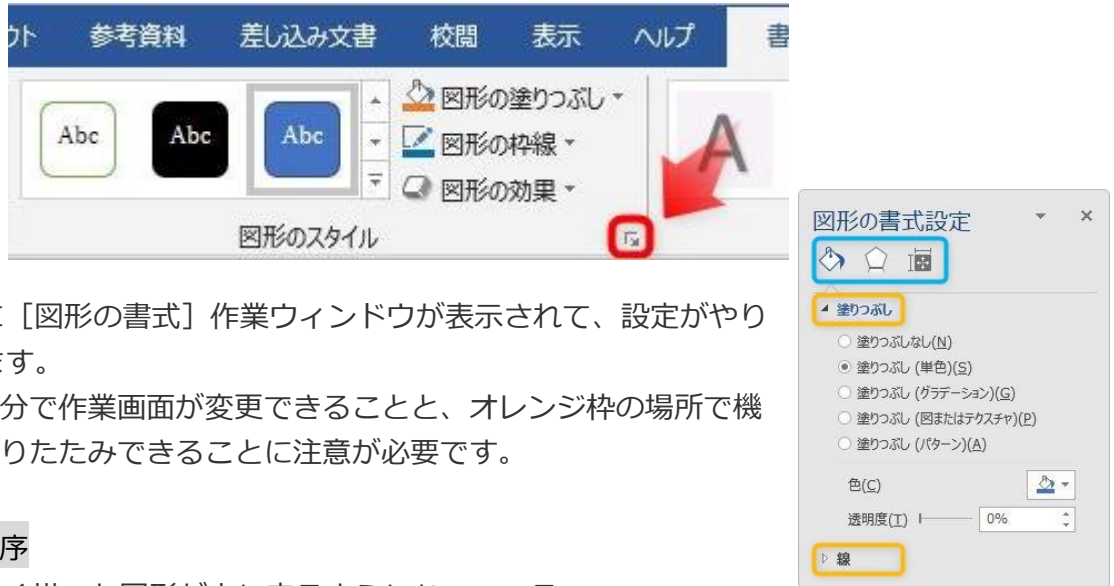 ウト 参考資料 差し込み文書 校閲 表示 ヘルプ 書
Abc Abc Abc
図形の塗りつぶし
図形の枠線
図形の効果
A
図形のスタイル
[図形の書式]作業ウィンドウが表示されて、設定がやり
ます。
分で作業画面が変更できることと、オレンジ枠の場所で機
りたたみできることに注意が必要です。
序
図形の書式設定
塗りつぶし
塗りつぶしなし(N)
塗りつぶし (単色)(S)
塗りつぶし (グラデーション)(G)
塗りつぶし (図またはテクスチャ)(P)
塗りつぶし (パターン)(A)
色(C)
透明度(T) 0%
線